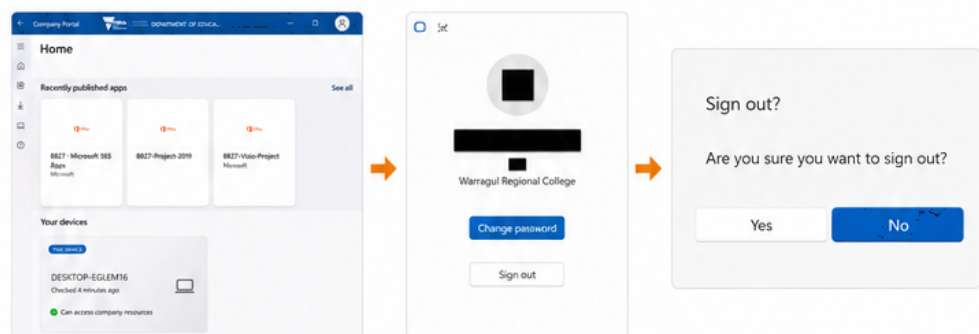 Company Portal
DEPARTMENT OF EDUCA...
Home
Recently published apps
See all
Office
Office
Office
8827 - Microsoft 365
Apps
Microsoft
8827-Project-2019
8827-Visio-Project
Microsoft
Your devices
THIS DEVICE
DESKTOP-EGLEM16
Checked 4 minutes ago
Can access company resources
Warragul Regional College
Change password
Sign out
Sign out?
Are you sure you want to sign out?
Yes
No